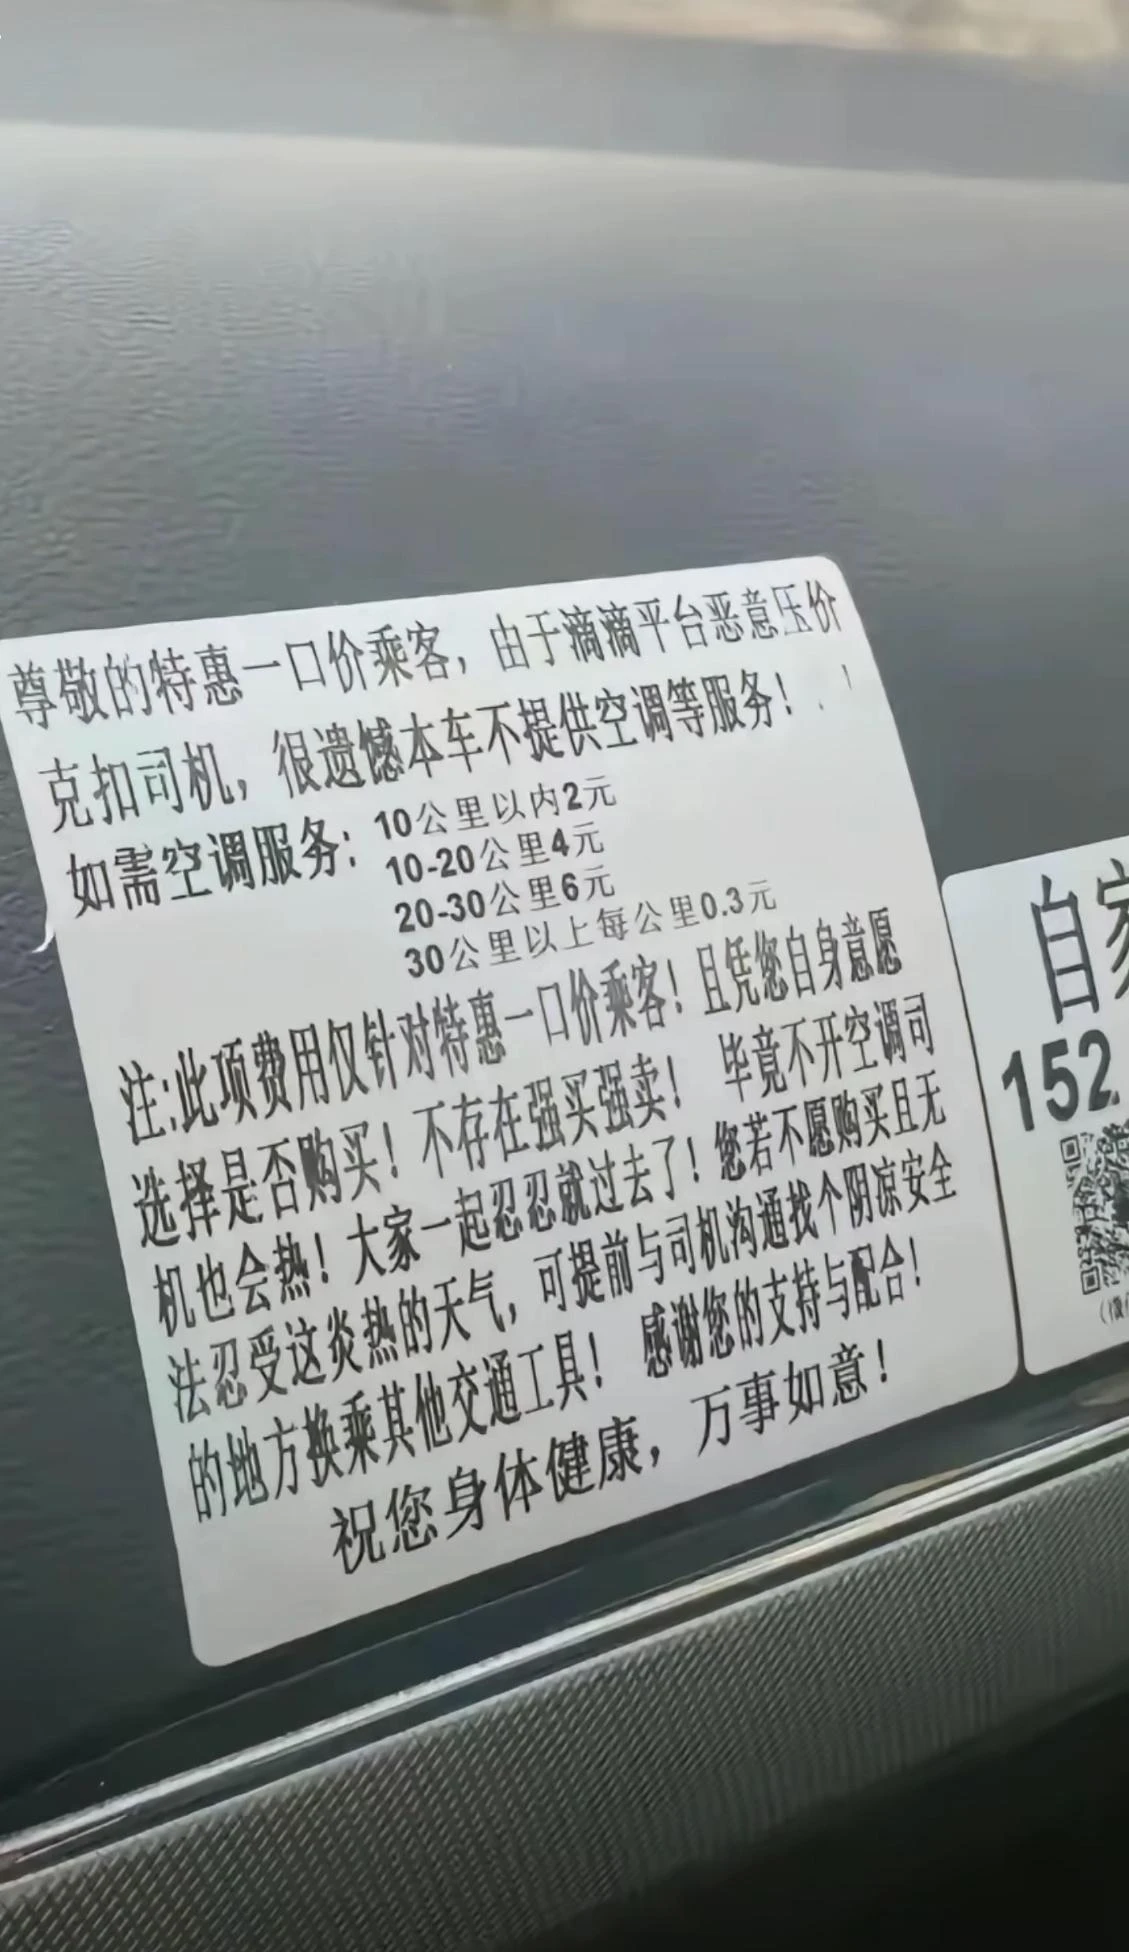 尊敬的特惠一口价乘客，由于滴滴平台恶意压价
克扣司机，很遗憾本车不提供空调等服务！
如需空调服务：10公里以内2元
10-20公里4元
20-30公里6元
30公里以上每公里0.3元
注:此项费用仅针对特惠一口价乘客！且凭您自身意愿
选择是否购买！不存在强买强卖！ 毕竟不开空调司
机也会热！大家一起忍忍就过去了！您若不愿购买且无
法忍受这炎热的天气，可提前与司机沟通找个阴凉安全
的地方换乘其他交通工具！ 感谢您的支持与配合！
祝您身体健康，万事如意！
自家
152